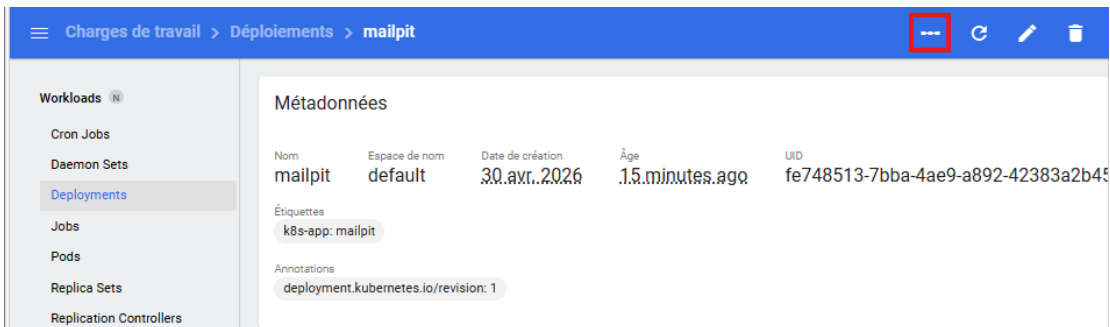 Charges de travail > Déploiements > mailpit
Workloads N
Cron Jobs
Daemon Sets
Deployments
Jobs
Pods
Replica Sets
Replication Controllers
Métadonnées
Nom Espace de nom Date de création Âge UID
mailpit default 30 avr. 2026 15 minutes ago fe748513-7bba-4ae9-a892-42383a2b45
Étiquettes
k8s-app: mailpit
Annotations
deployment.kubernetes.io/revision: 1